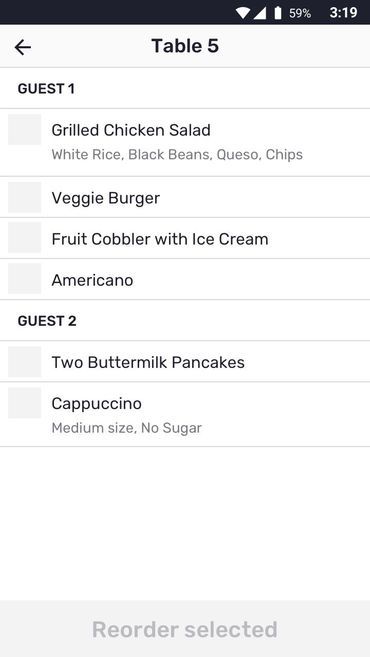 59% 3:19
Table 5
GUEST 1
Grilled Chicken Salad
White Rice, Black Beans, Queso, Chips
Veggie Burger
Fruit Cobbler with Ice Cream
Americano
GUEST 2
Two Buttermilk Pancakes
Cappuccino
Medium size, No Sugar
Reorder selected